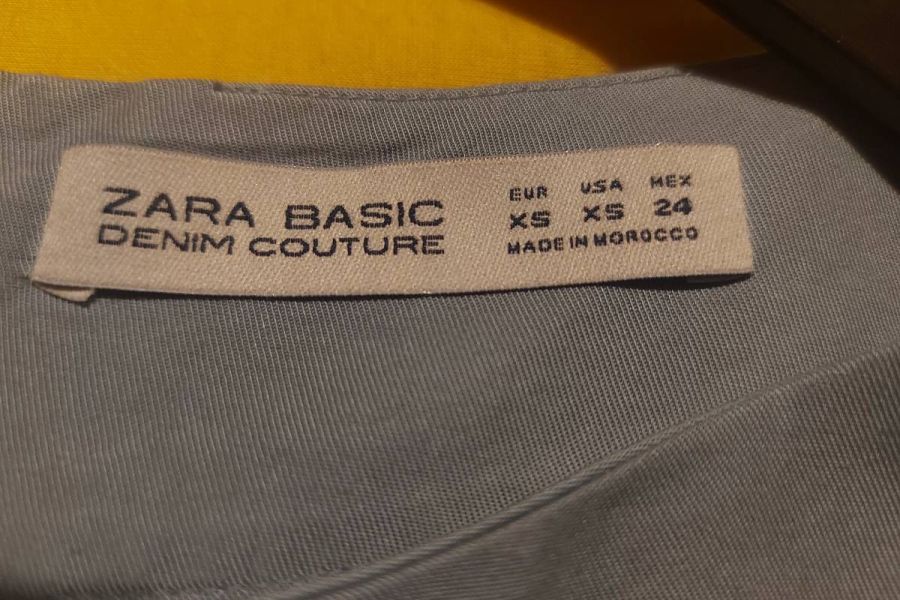 ZARA BASIC
DENIM COUTURE
EUR USA MEX
XS XS 24
MADE IN MOROCCO